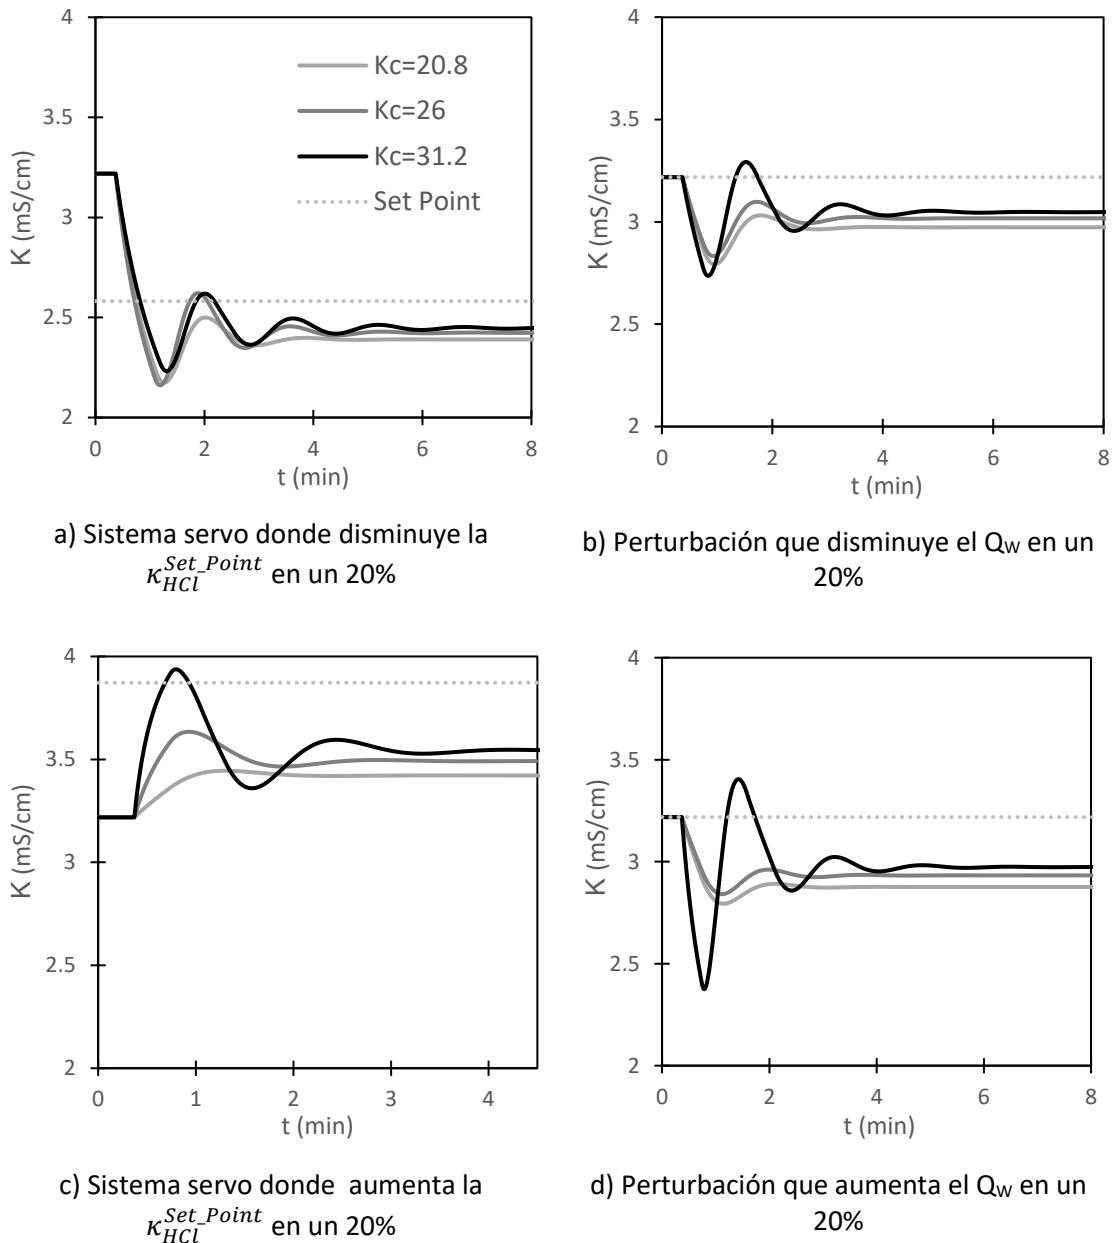 4
3.5
3
2.5
2
K (mS/cm)
Kc=20.8
Kc=26
Kc=31.2
Set Point
0 2 4 6 8
t (min)
a) Sistema servo donde disminuye la
κ_{HCl}^{Set_Point} en un 20%
4
3.5
3
2.5
2
K (mS/cm)
0 2 4 6 8
t (min)
b) Perturbación que disminuye el Q_W en un
20%
4
3.5
3
2.5
2
K (mS/cm)
0 1 2 3 4
t (min)
c) Sistema servo donde aumenta la
κ_{HCl}^{Set_Point} en un 20%
4
3.5
3
2.5
2
K (mS/cm)
0 2 4 6 8
t (min)
d) Perturbación que aumenta el Q_W en un
20%